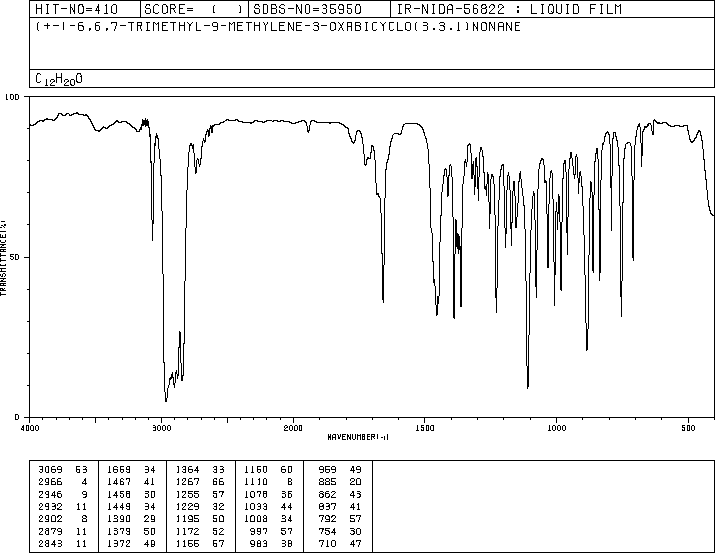 HIT-NO=410 SCORE= ( ) SDBS-NO=35950 IR-NIDA-56822 : LIQUID FILM
(+-)-6,6,7-TRIMETHYL-9-METHYLENE-3-OXABICYCLO(3.3.1)NONANE
C12H20O
100
50
0
TRANSMITTANCE(%)
4000 3000 2000 1500 1000 500
WAVENUMBER(-1)
3069 53 1659 34 1364 33 1150 60 959 49
2966 4 1467 41 1267 66 1110 8 885 20
2946 9 1458 30 1255 57 1078 36 862 43
2932 11 1449 34 1229 32 1033 44 837 41
2902 8 1390 29 1195 50 1008 34 792 57
2879 11 1379 50 1172 52 997 57 754 30
2843 11 1372 49 1155 57 983 38 710 47